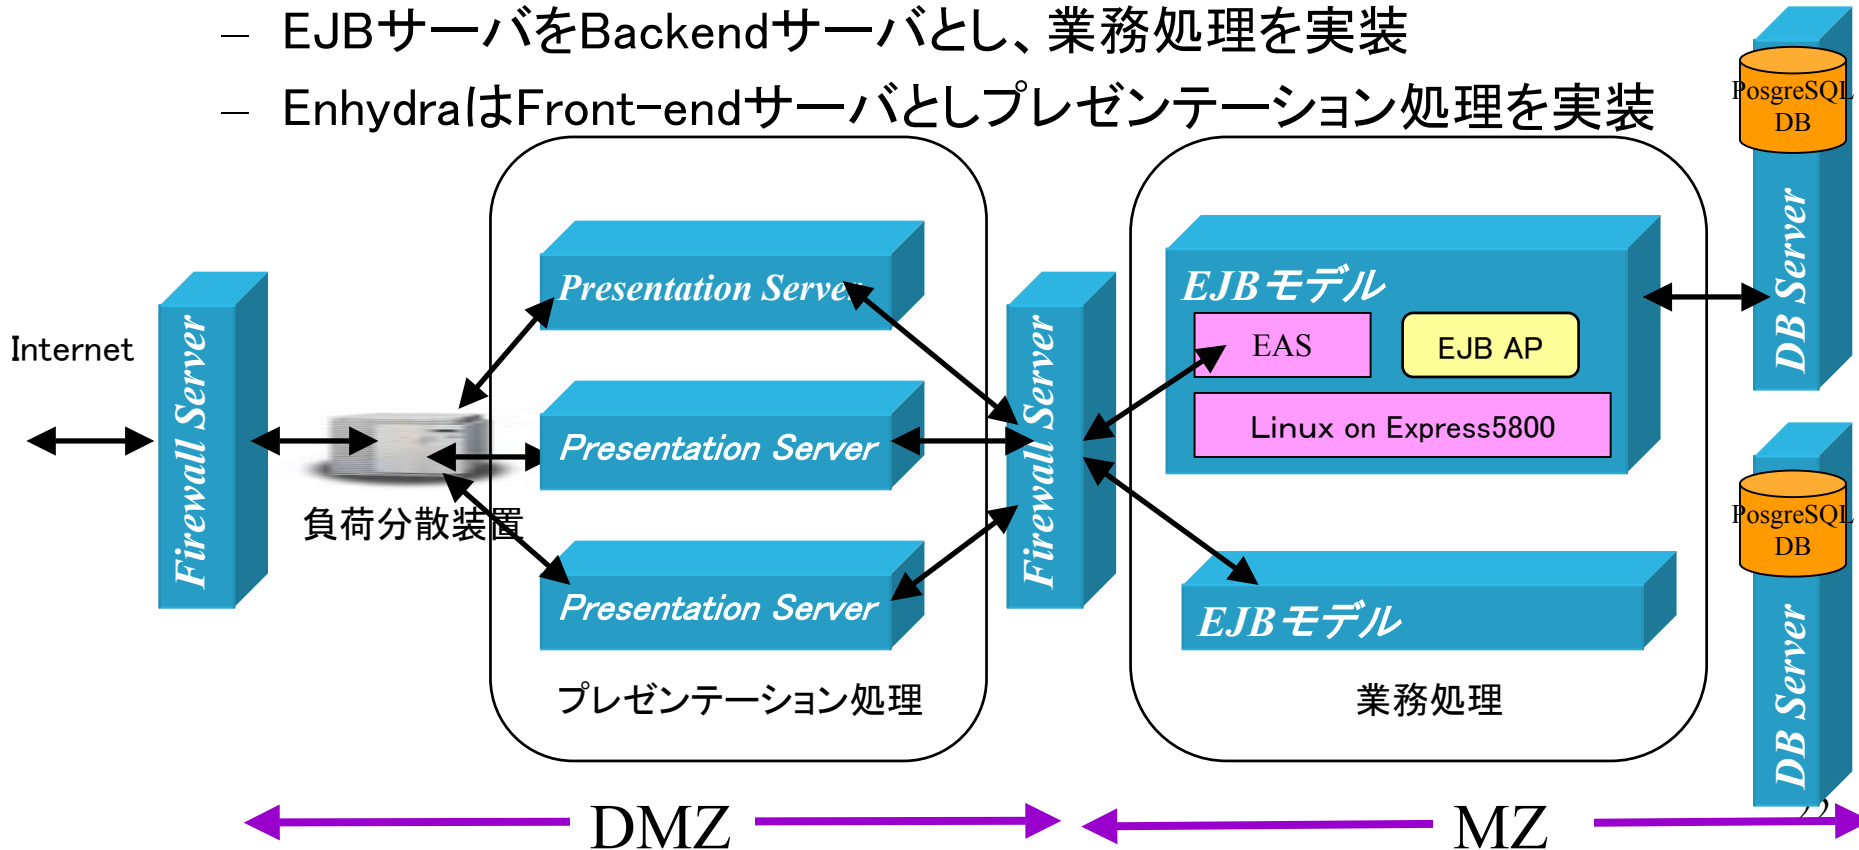 – EJBサーバをBackendサーバとし、業務処理を実装
– EnhydraはFront-endサーバとしプレゼンテーション処理を実装
PosgreSQL
DB
DB Server
Internet
Firewall Server
負荷分散装置
Presentation Server
Presentation Server
Presentation Server
プレゼンテーション処理
Firewall Server
EJBモデル
EAS
EJB AP
Linux on Express5800
EJBモデル
業務処理
PosgreSQL
DB
DB Server
DMZ
MZ